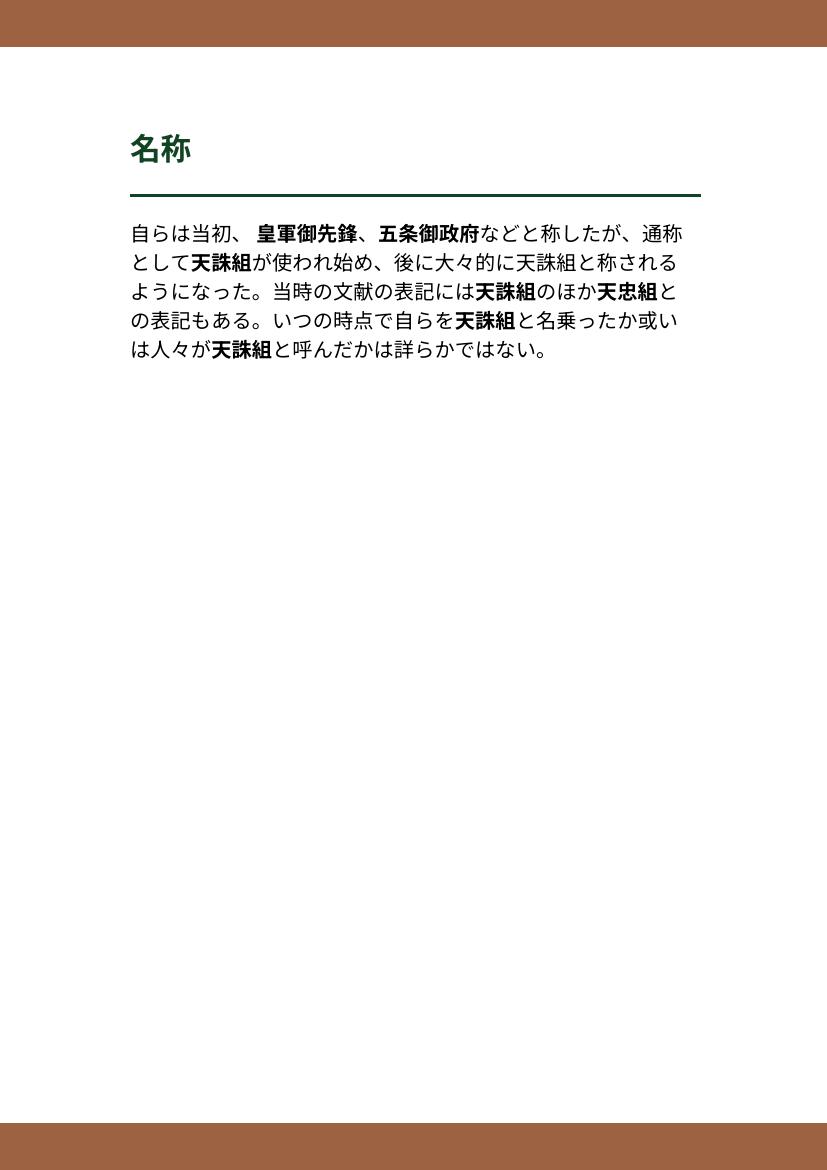 名称
自らは当初、 皇軍御先鋒、五条御政府などと称したが、通称
として天誅組が使われ始め、後に大々的に天誅組と称される
ようになった。当時の文献の表記には天誅組のほか天忠組と
の表記もある。いつの時点で自らを天誅組と名乗ったか或い
は人々が天誅組と呼んだかは詳らかではない。